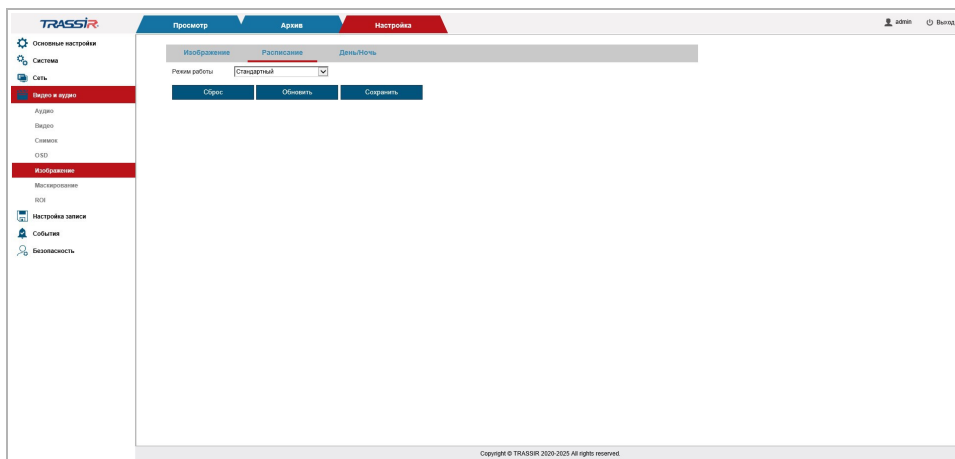 TRASSIR
Просмотр
Архив
Настройка
admin
Выход
Основные настройки
Система
Сеть
Видео и аудио
Аудио
Видео
Снимок
OSD
Изображение
Маскирование
ROI
Настройка записи
События
Безопасность
Изображение
Расписание
День/Ночь
Режим работы
Стандартный
Сброс
Обновить
Сохранить
Copyright © TRASSIR 2020-2025 All rights reserved.